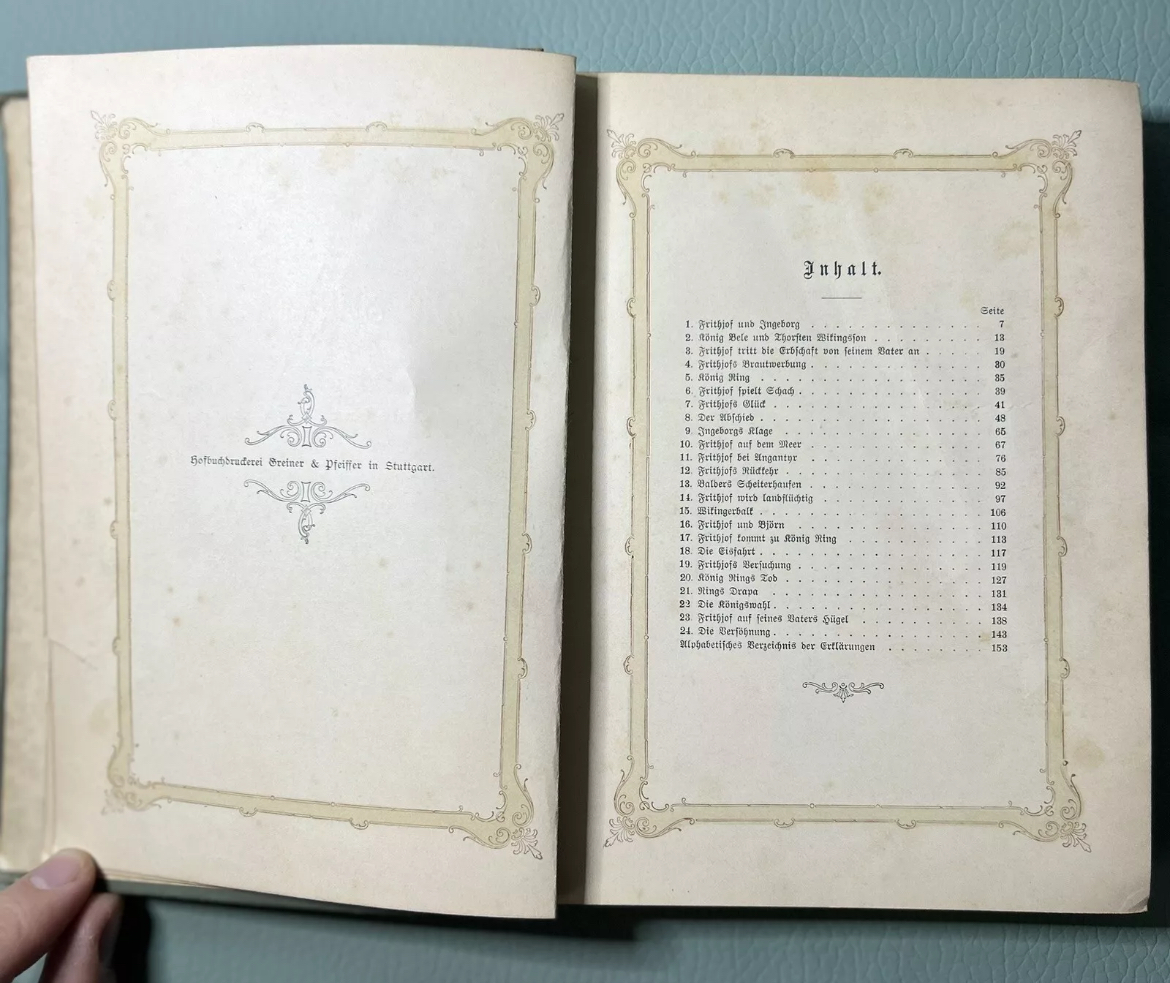 Hofbuchdruckerei Greiner & Pfeiffer in Stuttgart.
Inhalt.
Seite
1. Frithjof und Ingeborg . . . . . . . . . . . . . 7
2. König Bele und Thorsten Wikingsson . . . . . . . . . 13
3. Frithjof tritt die Erbschaft von seinem Vater an . . . . . 19
4. Frithjofs Brautwerbung . . . . . . . . . . . . . 30
5. König Ring . . . . . . . . . . . . . . . . 35
6. Frithjof spielt Schach . . . . . . . . . . . . . . 39
7. Frithjofs Glück . . . . . . . . . . . . . . . 41
8. Der Abschied . . . . . . . . . . . . . . . . 48
9. Ingeborgs Klage . . . . . . . . . . . . . . . 65
10. Frithjof auf dem Meer . . . . . . . . . . . . . 67
11. Frithjof bei Angantyr . . . . . . . . . . . . . 76
12. Frithjofs Rückkehr . . . . . . . . . . . . . . 85
13. Balders Scheiterhaufen . . . . . . . . . . . . . 92
14. Frithjof wird landflüchtig . . . . . . . . . . . . 97
15. Wikingerbalk . . . . . . . . . . . . . . . . 106
16. Frithjof und Björn . . . . . . . . . . . . . . 110
17. Frithjof kommt zu König Ring . . . . . . . . . . . 113
18. Die Eisfahrt . . . . . . . . . . . . . . . . 117
19. Frithjofs Versuchung . . . . . . . . . . . . . 119
20. König Rings Tod . . . . . . . . . . . . . . 127
21. Rings Drapa . . . . . . . . . . . . . . . 131
22 Die Königswahl . . . . . . . . . . . . . . . 134
23. Frithjof auf seines Vaters Hügel . . . . . . . . . . 138
24. Die Versöhnung . . . . . . . . . . . . . . . 143
Alphabetisches Verzeichnis der Erklärungen . . . . . . . . 153